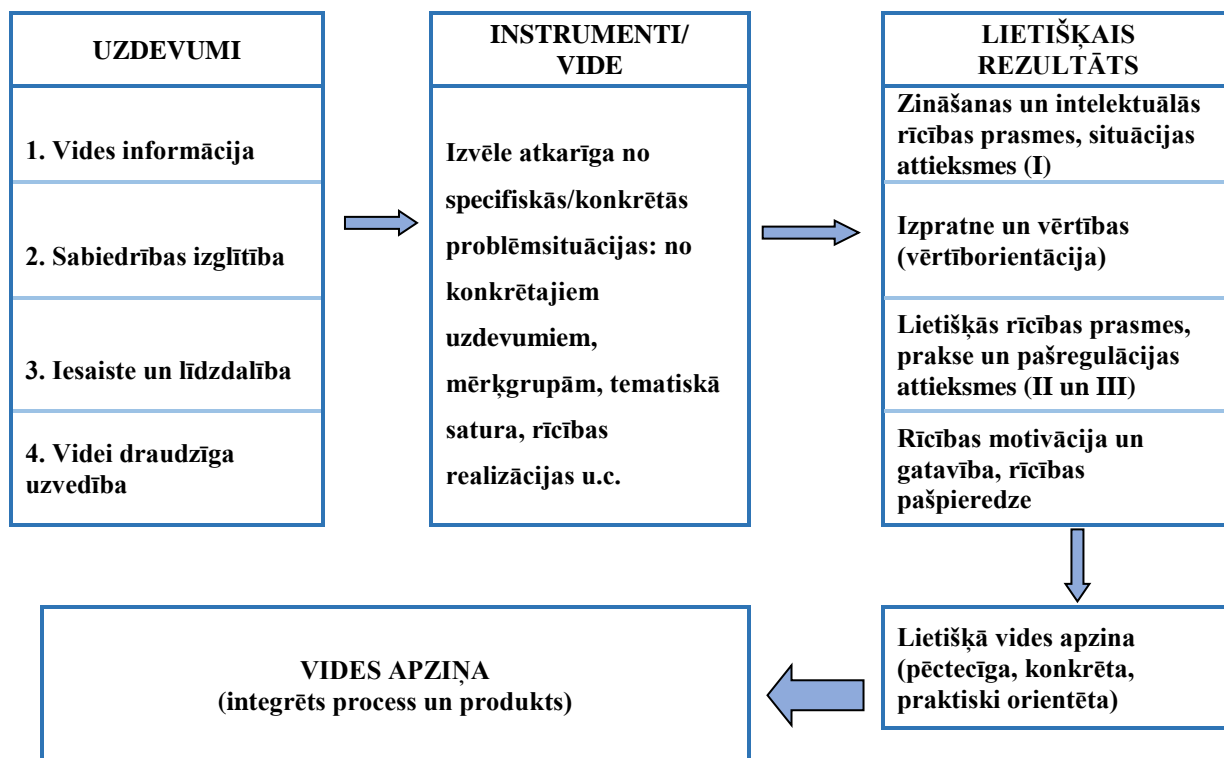 UZDEVUMI
1. Vides informācija
2. Sabiedrības izglītība
3. Iesaiste un līdzdalība
4. Videi draudzīga
uzvedība
INSTRUMENTI/
VIDE
Izvēle atkarīga no
specifiskās/konkrētās
problēmsituācijas: no
konkrētajiem
uzdevumiem,
mērķgrupām, tematiskā
satura, rīcības
realizācijas u.c.
LIETIŠĶAIS
REZULTĀTS
Zināšanas un intelektuālās
rīcības prasmes, situācijas
attieksmes (I)
Izpratne un vērtības
(vērtīborientācija)
Lietišķās rīcības prasmes,
prakse un pašregulācijas
attieksmes (II un III)
Rīcības motivācija un
gatavība, rīcības
pašpieredze
Lietišķā vides apzina
(pēctecīga, konkrēta,
praktiski orientēta)
VIDES APZIŅA
(integrēts process un produkts)